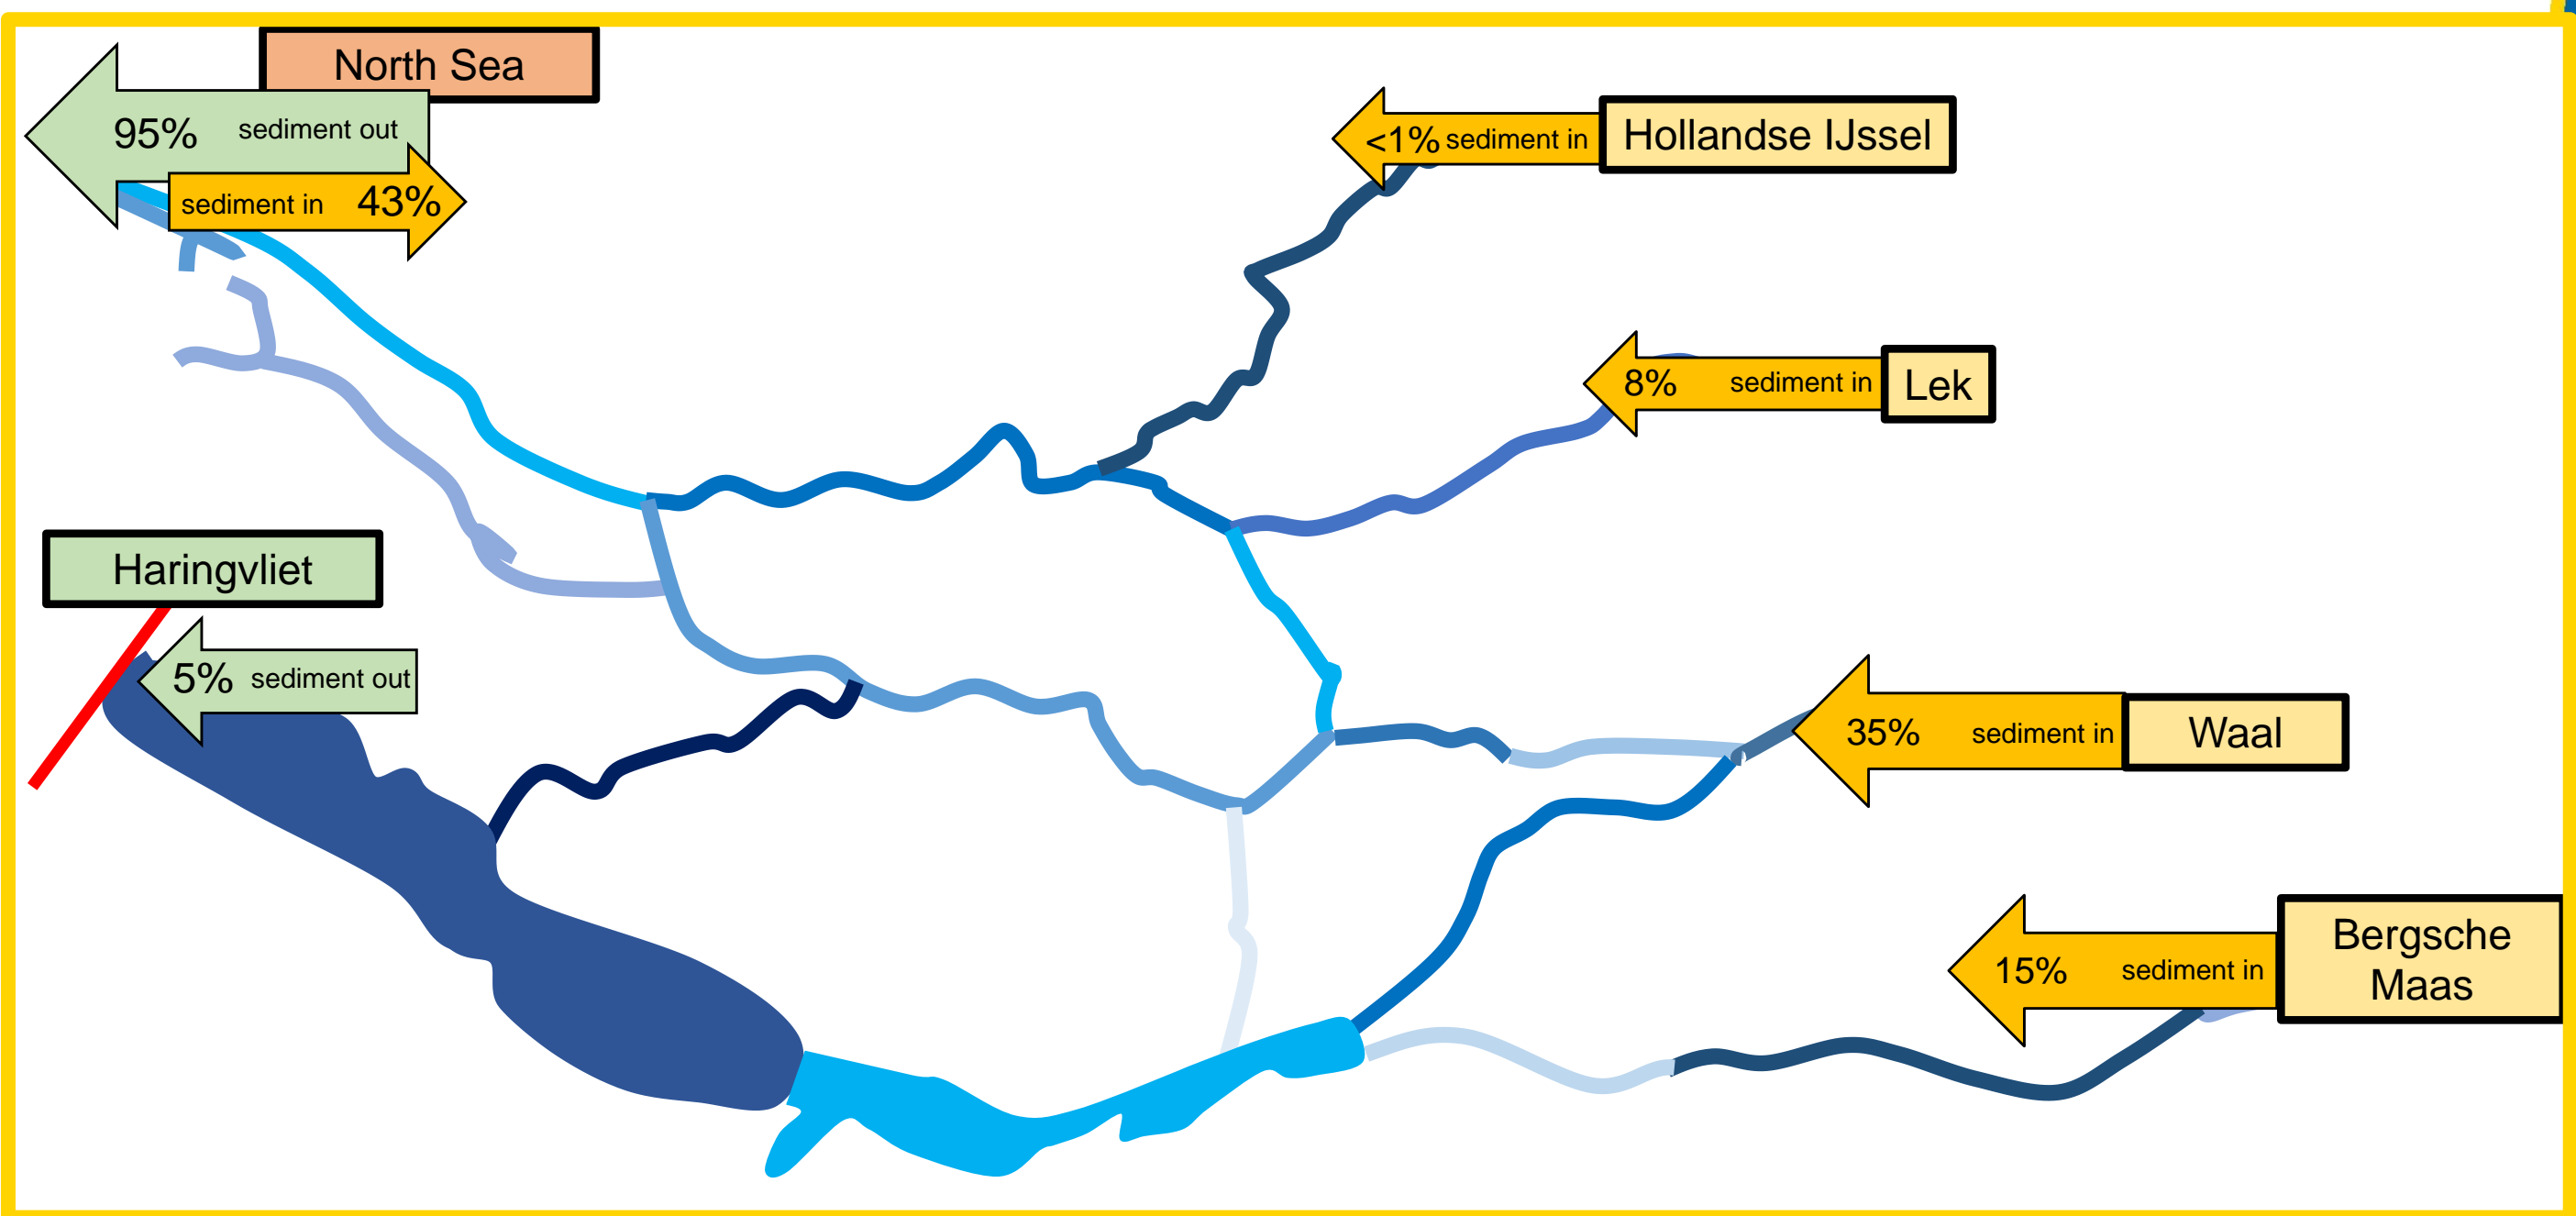 North Sea
95% sediment out
sediment in 43%
<1% sediment in
Hollandse IJssel
8% sediment in
Lek
Haringvliet
5% sediment out
35% sediment in
Waal
15% sediment in
Bergsche
Maas